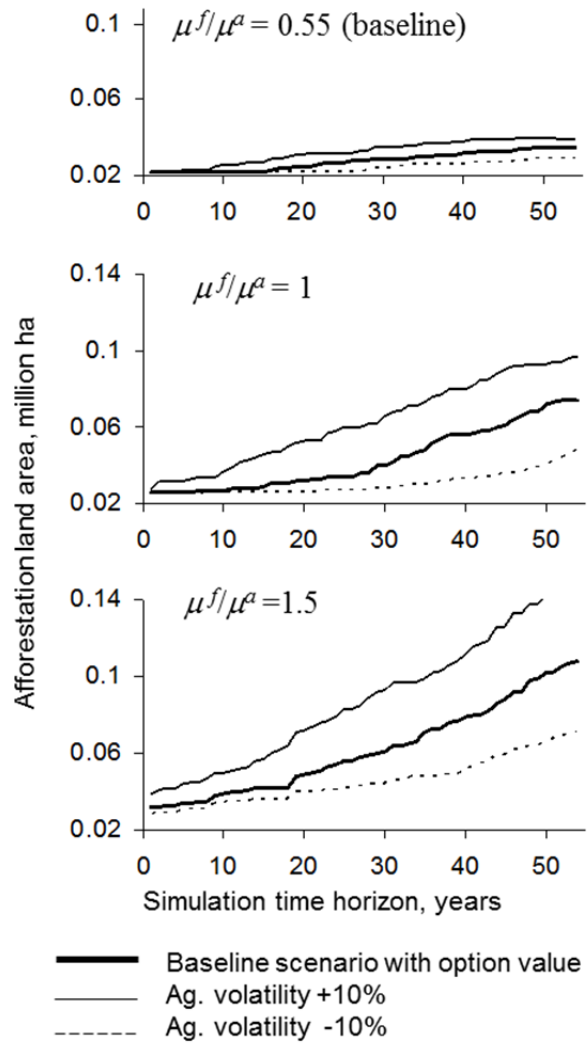 Afforestation land area, million ha
μᶠ/μᵃ = 0.55 (baseline)
0.1
0.06
0.02
0 10 20 30 40 50
μᶠ/μᵃ = 1
0.14
0.1
0.06
0.02
0 10 20 30 40 50
μᶠ/μᵃ =1.5
0.14
0.1
0.06
0.02
0 10 20 30 40 50
Simulation time horizon, years
Baseline scenario with option value
Ag. volatility +10%
Ag. volatility -10%